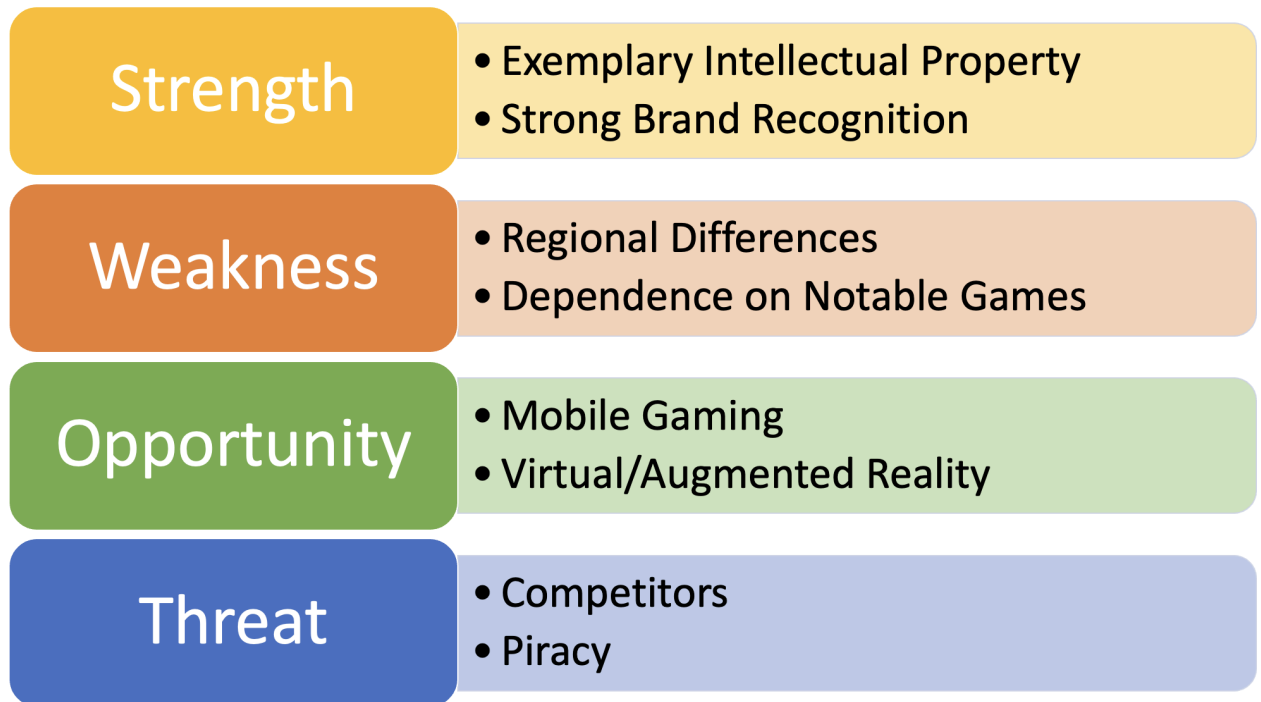 Strength
• Exemplary Intellectual Property
• Strong Brand Recognition
Weakness
• Regional Differences
• Dependence on Notable Games
Opportunity
• Mobile Gaming
• Virtual/Augmented Reality
Threat
• Competitors
• Piracy